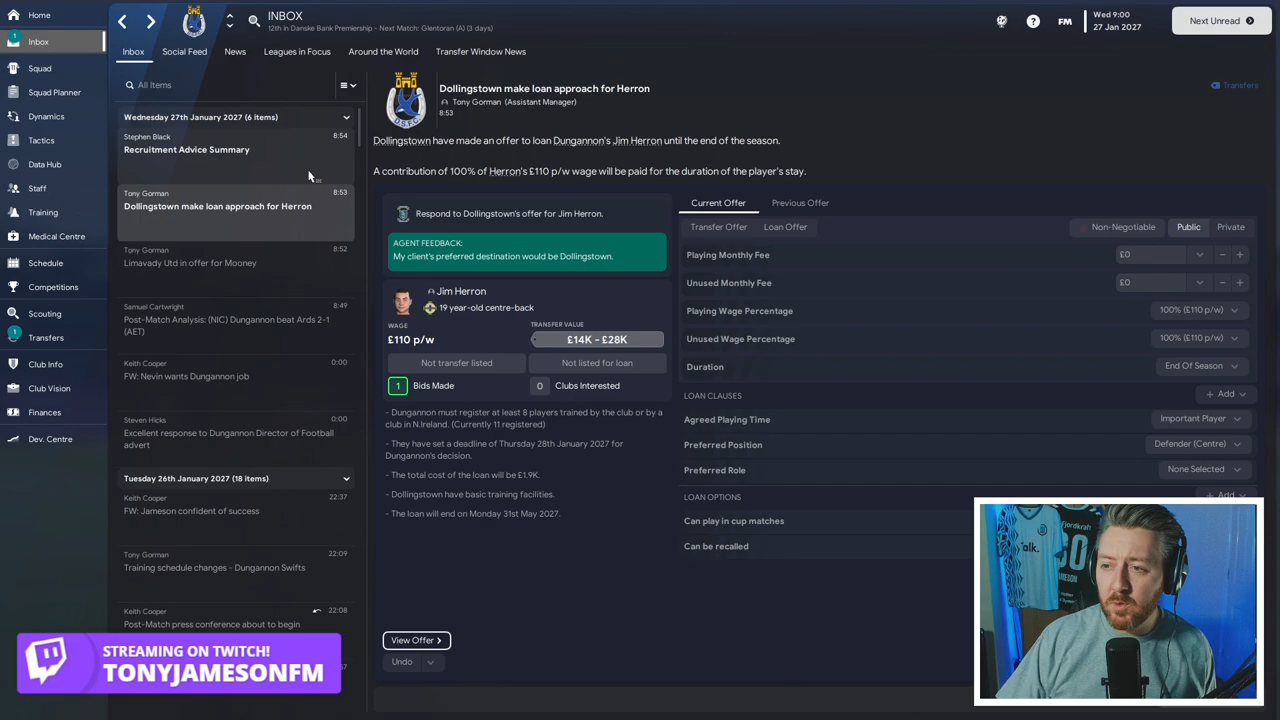 Home
1
Inbox
Squad
Squad Planner
Dynamics
Tactics
Data Hub
Staff
Training
Medical Centre
Schedule
Competitions
Scouting
1
Transfers
Club Info
Club Vision
Finances
Dev. Centre
INBOX
12th in Danske Bank Premiership - Next Match: Glentoran (A) (3 days)
FM
Wed 9:00
27 Jan 2027
Next Unread
Inbox
Social Feed
News
Leagues in Focus
Around the World
Transfer Window News
All Items
Wednesday 27th January 2027 (6 items)
Stephen Black
8:54
Recruitment Advice Summary
Tony Gorman
8:53
Dollingstown make loan approach for Herron
Tony Gorman
8:52
Limavady Utd in offer for Mooney
Samuel Cartwright
8:49
Post-Match Analysis: (NIC) Dungannon beat Ards 2-1
(AET)
Keith Cooper
0:00
FW: Nevin wants Dungannon job
Steven Hicks
0:00
Excellent response to Dungannon Director of Football
advert
Tuesday 26th January 2027 (18 items)
Keith Cooper
22:37
FW: Jameson confident of success
Tony Gorman
22:09
Training schedule changes - Dungannon Swifts
Keith Cooper
22:08
Post-Match press conference about to begin
Dollingstown make loan approach for Herron
Tony Gorman (Assistant Manager)
8:53
Transfers
Dollingstown have made an offer to loan Dungannon's Jim Herron until the end of the season.
A contribution of 100% of Herron's £110 p/w wage will be paid for the duration of the player's stay.
Respond to Dollingstown's offer for Jim Herron.
AGENT FEEDBACK:
My client's preferred destination would be Dollingstown.
Jim Herron
19 year-old centre-back
WAGE
£110 p/w
TRANSFER VALUE
£14K - £28K
Not transfer listed
Not listed for loan
1
Bids Made
0
Clubs Interested
- Dungannon must register at least 8 players trained by the club or by a
club in N.Ireland. (Currently 11 registered)
- They have set a deadline of Thursday 28th January 2027 for
Dungannon's decision.
- The total cost of the loan will be £1.9K.
- Dollingstown have basic training facilities.
- The loan will end on Monday 31st May 2027.
View Offer
Undo
Current Offer
Previous Offer
Transfer Offer
Loan Offer
Non-Negotiable
Public
Private
Playing Monthly Fee
£0
Unused Monthly Fee
£0
Playing Wage Percentage
100% (£110 p/w)
Unused Wage Percentage
100% (£110 p/w)
Duration
End Of Season
LOAN CLAUSES
Add
Agreed Playing Time
Important Player
Preferred Position
Defender (Centre)
Preferred Role
None Selected
LOAN OPTIONS
Add
Can play in cup matches
Can be recalled
STREAMING ON TWITCH!
TONYJAMESONFM
Talk.
fjordkraft
JAMESON